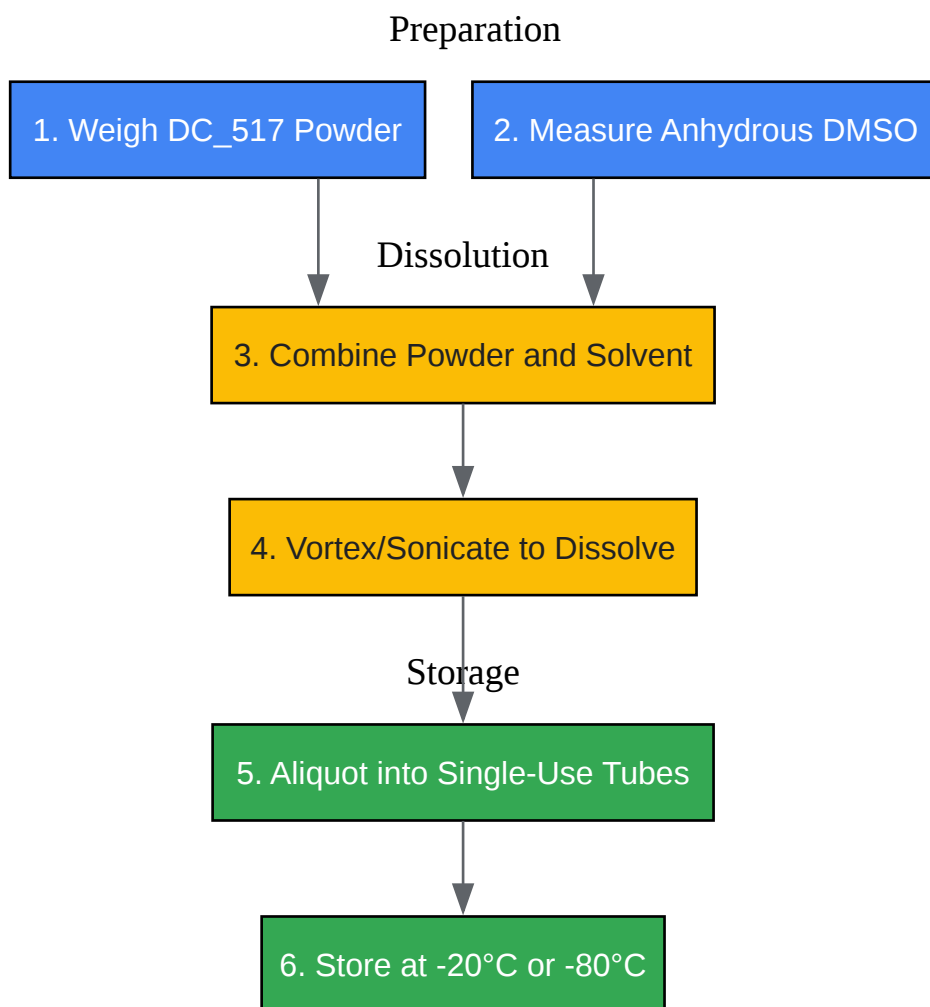 Preparation
1. Weigh DC_517 Powder
2. Measure Anhydrous DMSO
Dissolution
3. Combine Powder and Solvent
4. Vortex/Sonicate to Dissolve
Storage
5. Aliquot into Single-Use Tubes
6. Store at -20°C or -80°C